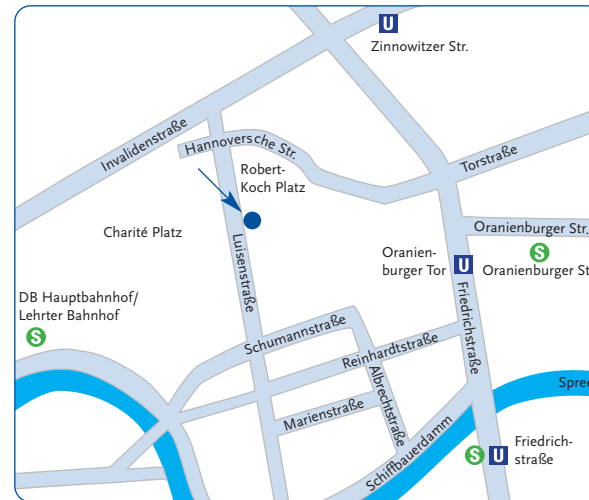 U
Zinnowitzer Str.
Invalidenstraße
Hannoversche Str.
Torstraße
Robert-
Koch Platz
Charité Platz
Oranienburger Str.
Luisenstraße
Oranien-
burger Tor
U
S
Oranienburger St
Friedrichstraße
DB Hauptbahnhof/
Lehrter Bahnhof
S
Schumannstraße
Reinhardtstraße
Albrechtstraße
Spree
Marienstraße
Schiffbauerdamm
S
U
Friedrich-
straße